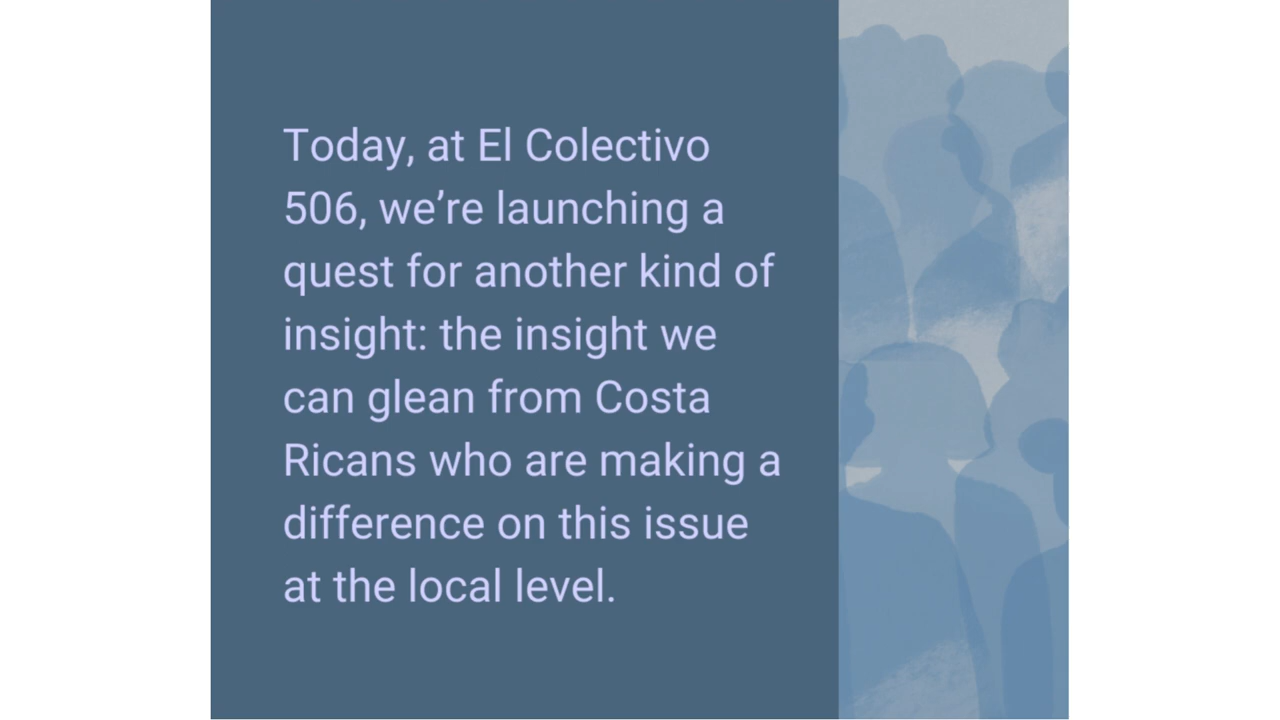 Today, at El Colectivo
506, we’re launching a
quest for another kind of
insight: the insight we
can glean from Costa
Ricans who are making a
difference on this issue
at the local level.